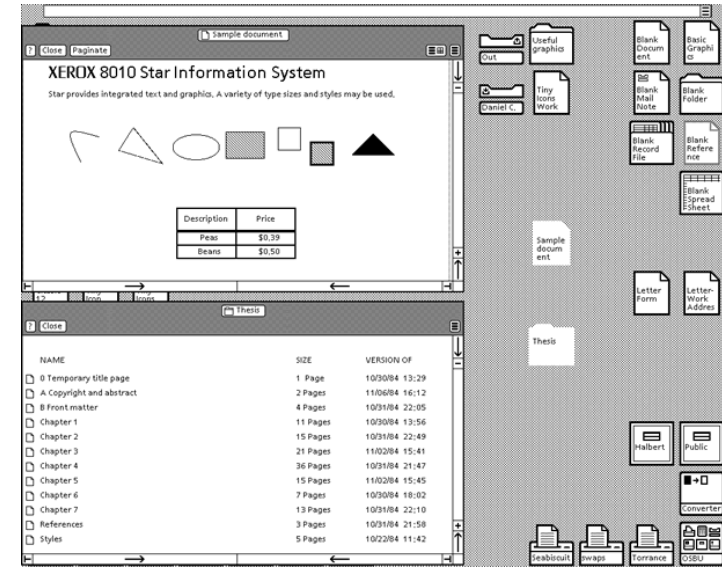 Sample document
? Close Paginate
XEROX 8010 Star Information System
Star provides integrated text and graphics. A variety of type sizes and styles may be used.
Description Price
Peas $0.39
Beans $0.50
12 Icon Icons
Thesis
? Close
NAME SIZE VERSION OF
0 Temporary title page 1 Page 10/30/84 13:29
A Copyright and abstract 2 Pages 11/06/84 16:12
B Front matter 4 Pages 10/31/84 22:05
Chapter 1 11 Pages 10/30/84 13:56
Chapter 2 15 Pages 10/31/84 22:49
Chapter 3 21 Pages 11/02/84 15:41
Chapter 4 36 Pages 10/31/84 21:47
Chapter 5 15 Pages 11/02/84 15:45
Chapter 6 7 Pages 10/30/84 18:02
Chapter 7 13 Pages 10/31/84 22:10
References 3 Pages 10/31/84 21:58
Styles 5 Pages 10/22/84 11:42
Out
Useful
graphics
Blank
Docum
ent
Basic
Graphi
cs
Daniel C.
Tiny
Icons
Work
Blank
Mail
Note
Blank
Folder
Blank
Record
File
Blank
Refere
nce
Blank
Spread
Sheet
Sample
docum
ent
Letter
Form
Letter-
Work
Addres
Thesis
Halbert
Public
Converter
Seabiscuit
swaps
Torrance
OSBU